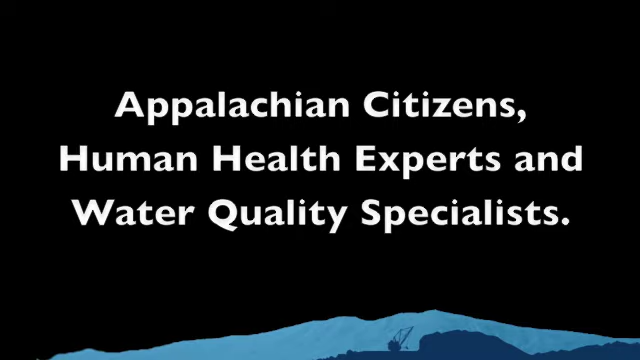 Appalachian Citizens,
Human Health Experts and
Water Quality Specialists.